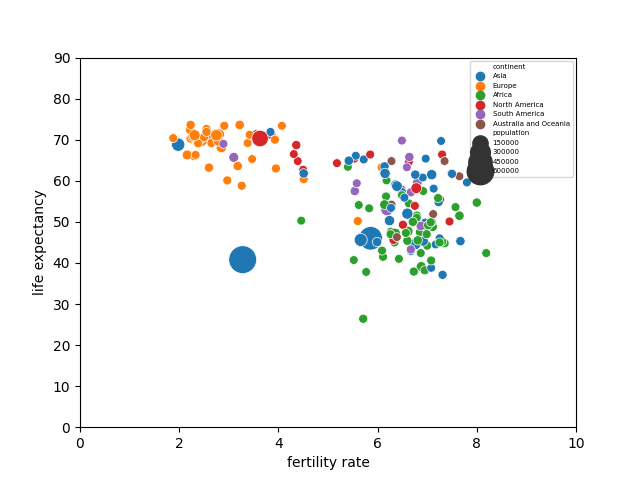 90
80
70
60
50
40
30
20
10
0
life expectancy
0 2 4 6 8 10
fertility rate
continent
Asia
Europe
Africa
North America
South America
Australia and Oceania
population
150000
300000
450000
600000